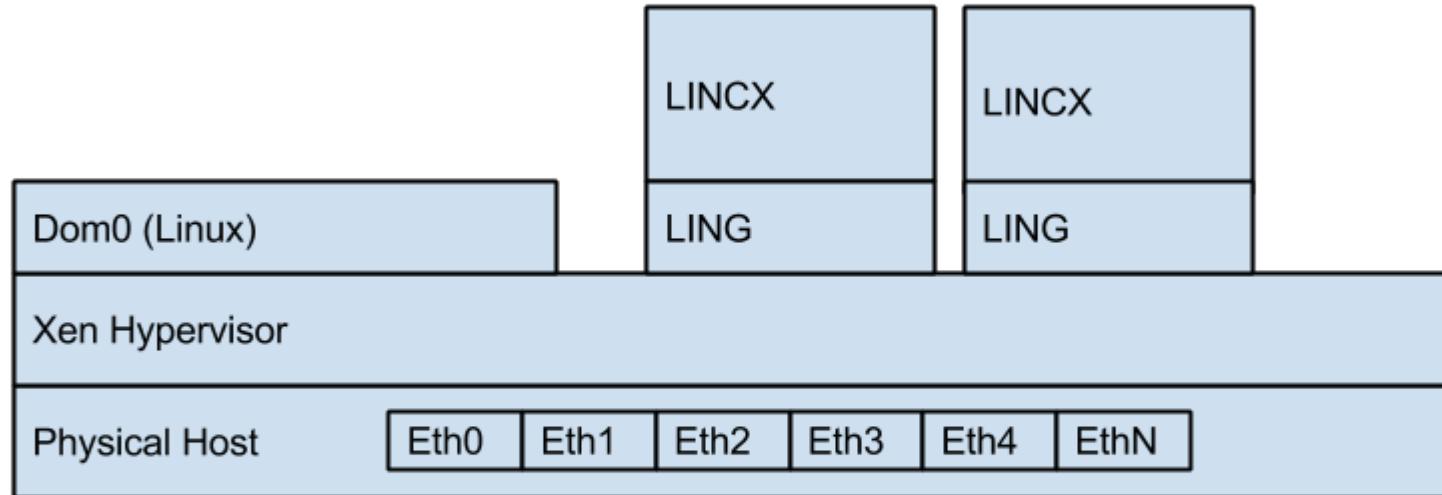 LINCX
LINCX
Dom0 (Linux)
LING
LING
Xen Hypervisor
Physical Host
Eth0
Eth1
Eth2
Eth3
Eth4
EthN